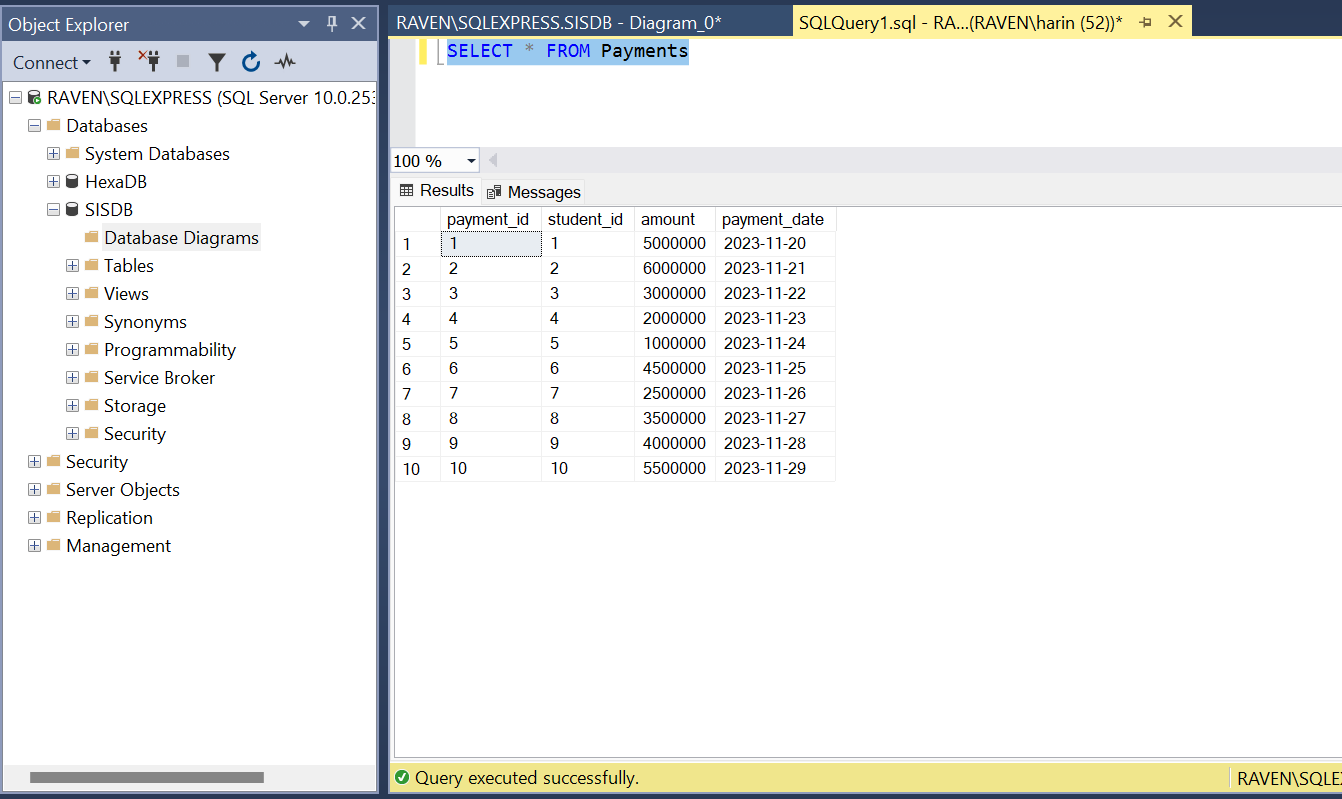 Object Explorer
Connect
RAVEN\SQLEXPRESS (SQL Server 10.0.253
Databases
System Databases
HexaDB
SISDB
Database Diagrams
Tables
Views
Synonyms
Programmability
Service Broker
Storage
Security
Security
Server Objects
Replication
Management
RAVEN\SQLEXPRESS.SISDB - Diagram_0*
SQLQuery1.sql - RA...(RAVEN\harin (52))*
SELECT * FROM Payments
100 %
Results Messages
payment_id student_id amount payment_date
1 1 1 5000000 2023-11-20
2 2 2 6000000 2023-11-21
3 3 3 3000000 2023-11-22
4 4 4 2000000 2023-11-23
5 5 5 1000000 2023-11-24
6 6 6 4500000 2023-11-25
7 7 7 2500000 2023-11-26
8 8 8 3500000 2023-11-27
9 9 9 4000000 2023-11-28
10 10 10 5500000 2023-11-29
Query executed successfully.
RAVEN\SQLE